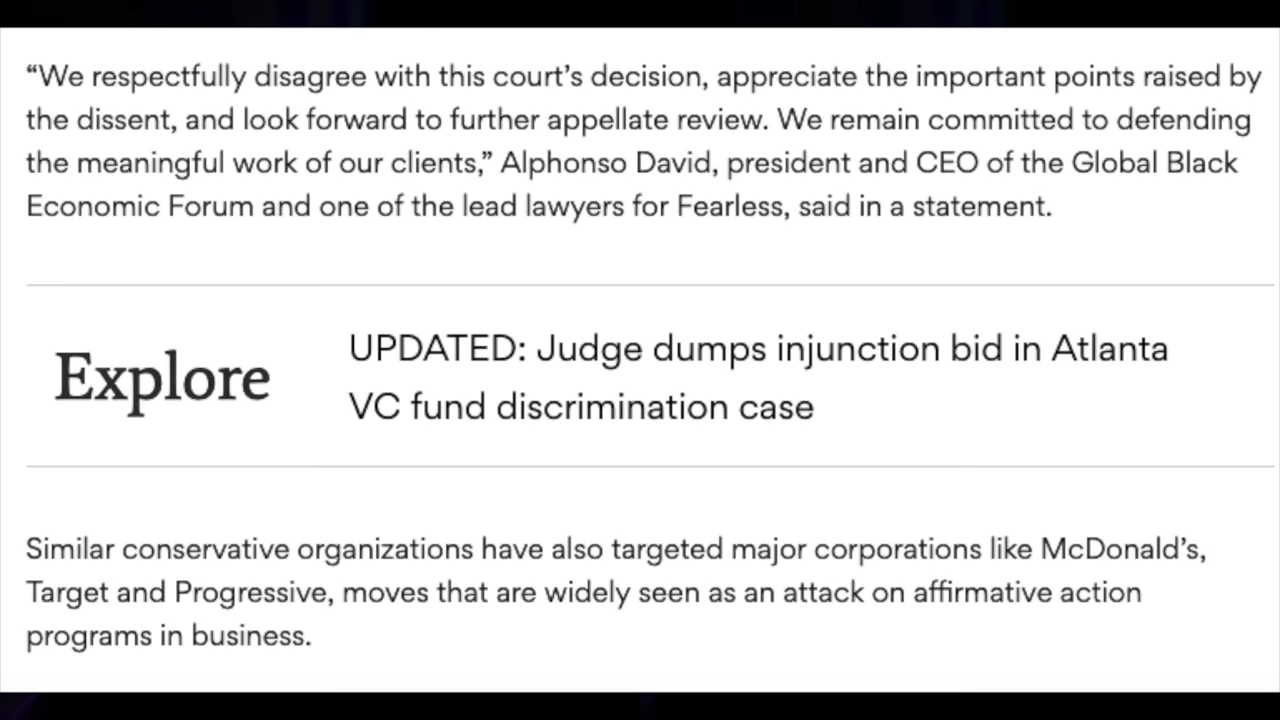 “We respectfully disagree with this court’s decision, appreciate the important points raised by
the dissent, and look forward to further appellate review. We remain committed to defending
the meaningful work of our clients,” Alphonso David, president and CEO of the Global Black
Economic Forum and one of the lead lawyers for Fearless, said in a statement.
Explore
UPDATED: Judge dumps injunction bid in Atlanta
VC fund discrimination case
Similar conservative organizations have also targeted major corporations like McDonald’s,
Target and Progressive, moves that are widely seen as an attack on affirmative action
programs in business.